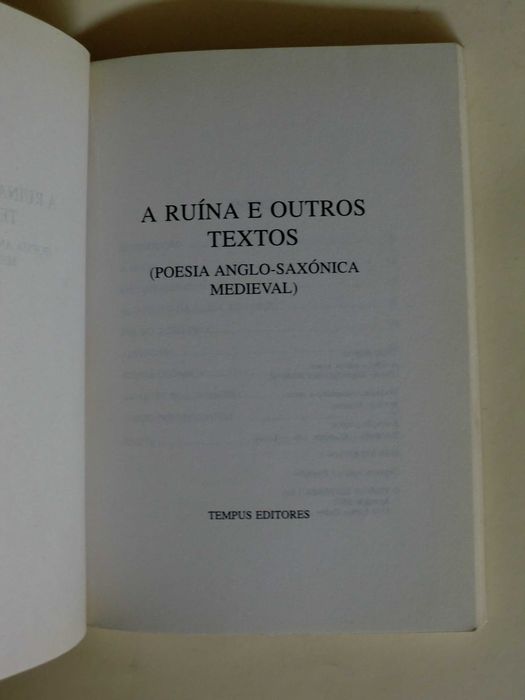 A RUÍNA E OUTROS
TEXTOS
(POESIA ANGLO-SAXÓNICA
MEDIEVAL)
TEMPUS EDITORES